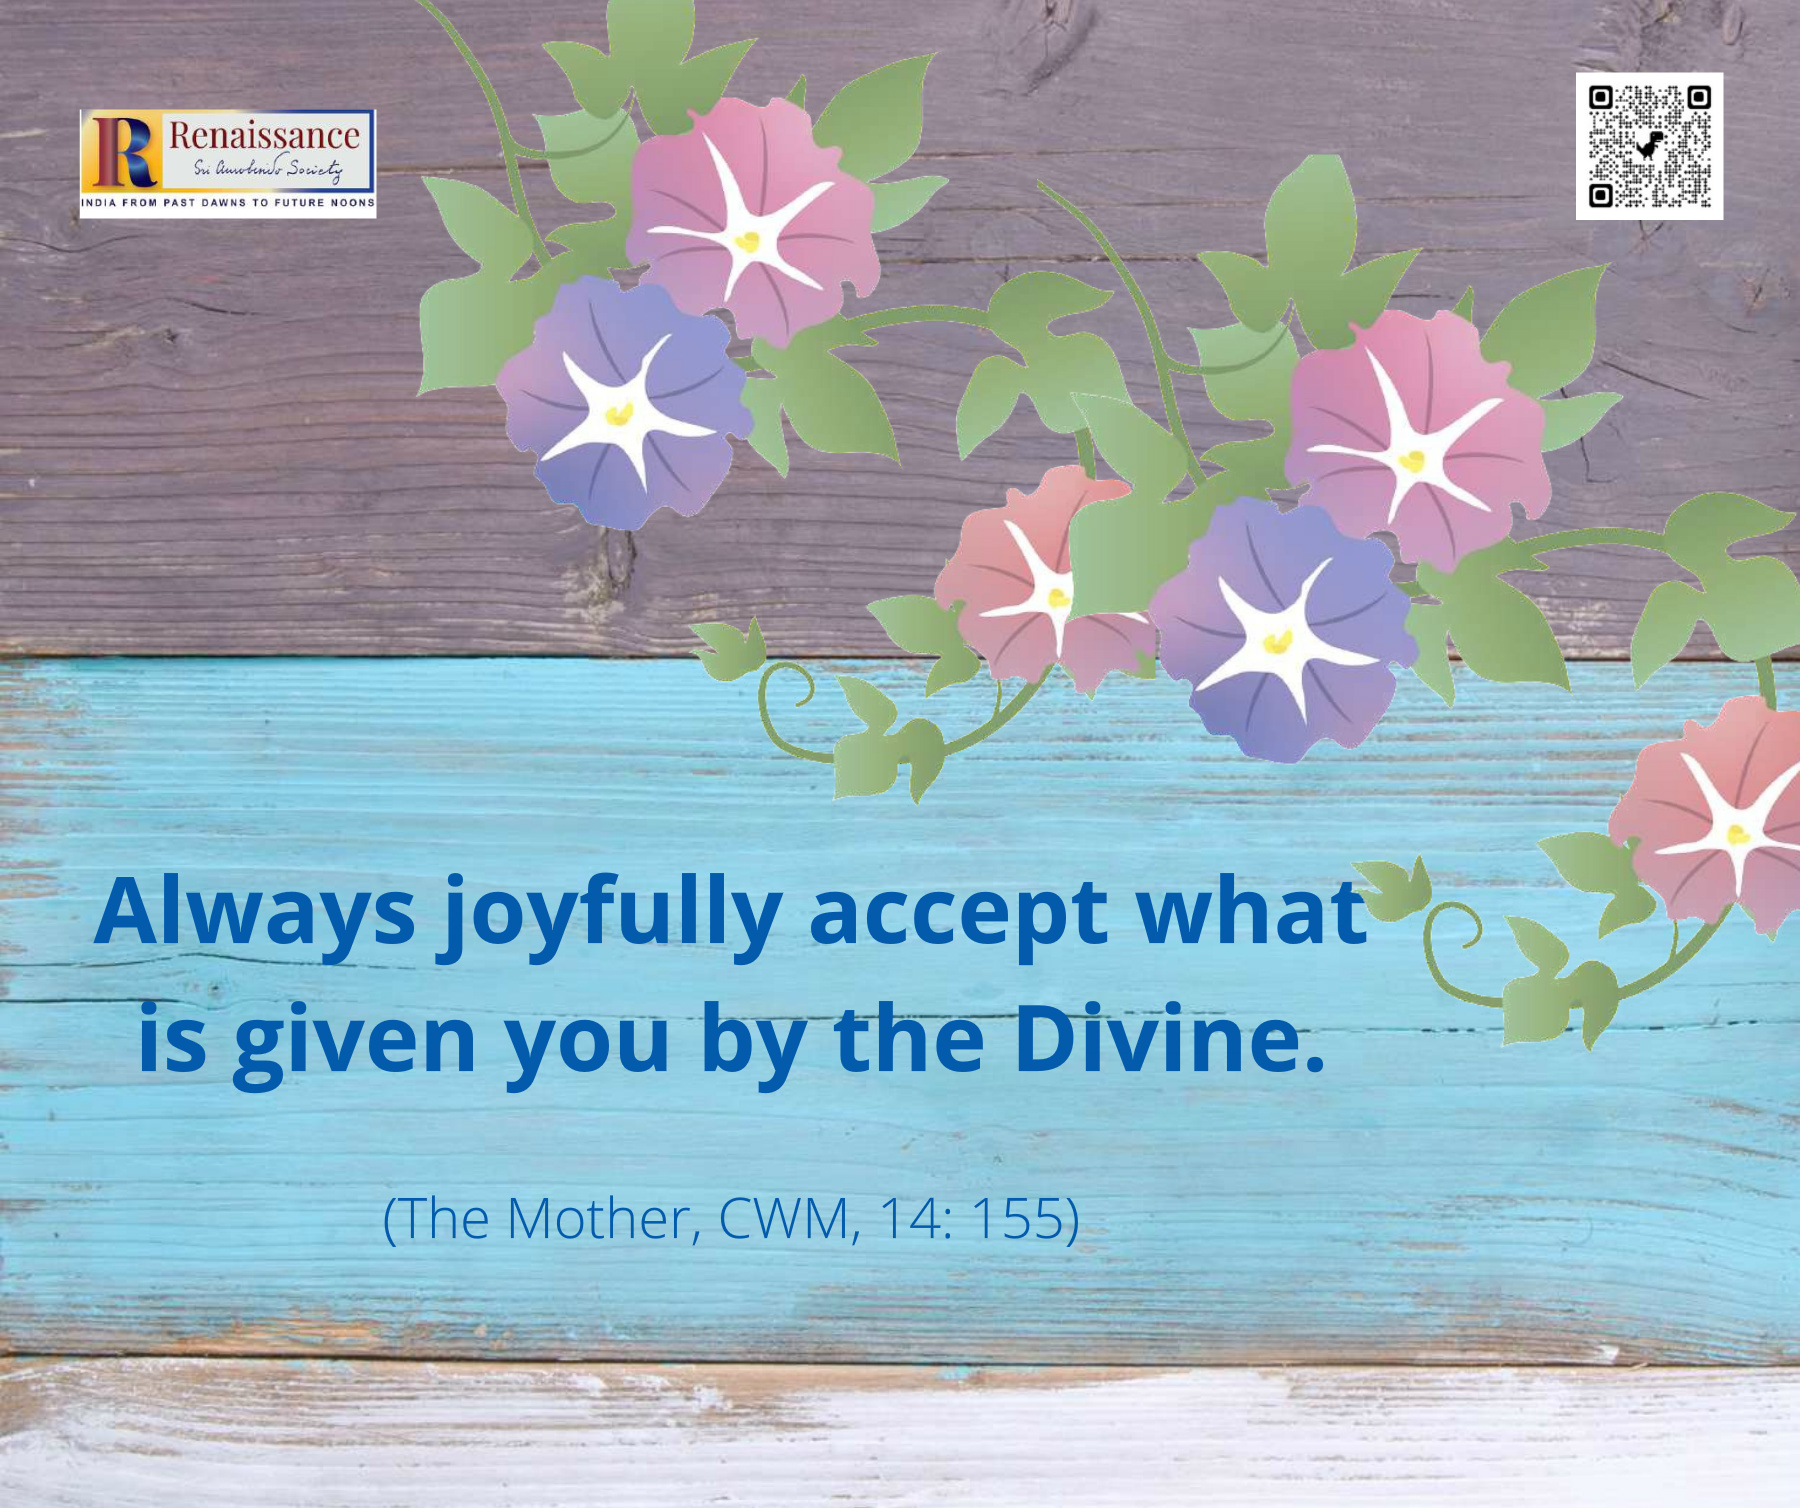 Renaissance
Sri Aurobindo Society
INDIA FROM PAST DAWNS TO FUTURE NOONS
Always joyfully accept what
is given you by the Divine.
(The Mother, CWM, 14: 155)